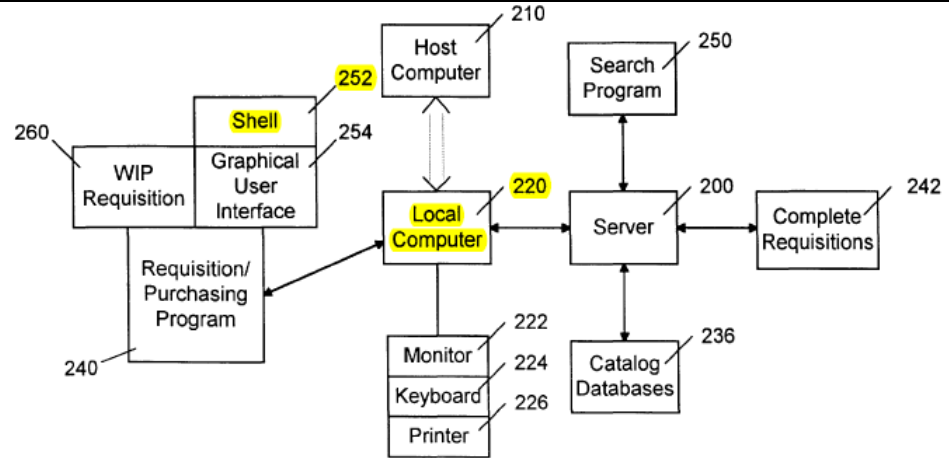 210
Host
Computer
250
Search
Program
252
Shell
254
260
WIP
Requisition
Graphical
User
Interface
220
Local
Computer
200
Server
242
Complete
Requisitions
Requisition/
Purchasing
Program
240
222
Monitor
224
Keyboard
226
Printer
236
Catalog
Databases